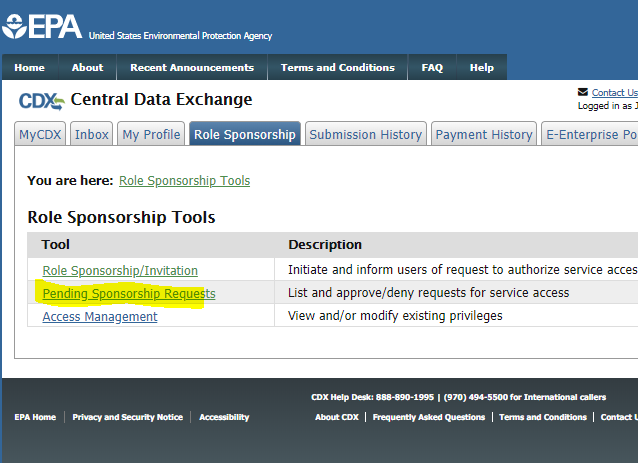 EPA United States Environmental Protection Agency
Home About Recent Announcements Terms and Conditions FAQ Help
CDX Central Data Exchange
Contact Us
Logged in as J
MyCDX Inbox My Profile Role Sponsorship Submission History Payment History E-Enterprise Po
You are here: Role Sponsorship Tools
Role Sponsorship Tools
Tool Description
Role Sponsorship/Invitation Initiate and inform users of request to authorize service acces
Pending Sponsorship Requests List and approve/deny requests for service access
Access Management View and/or modify existing privileges
CDX Help Desk: 888-890-1995 | (970) 494-5500 for International callers
EPA Home Privacy and Security Notice Accessibility About CDX Frequently Asked Questions Terms and Conditions Contact U